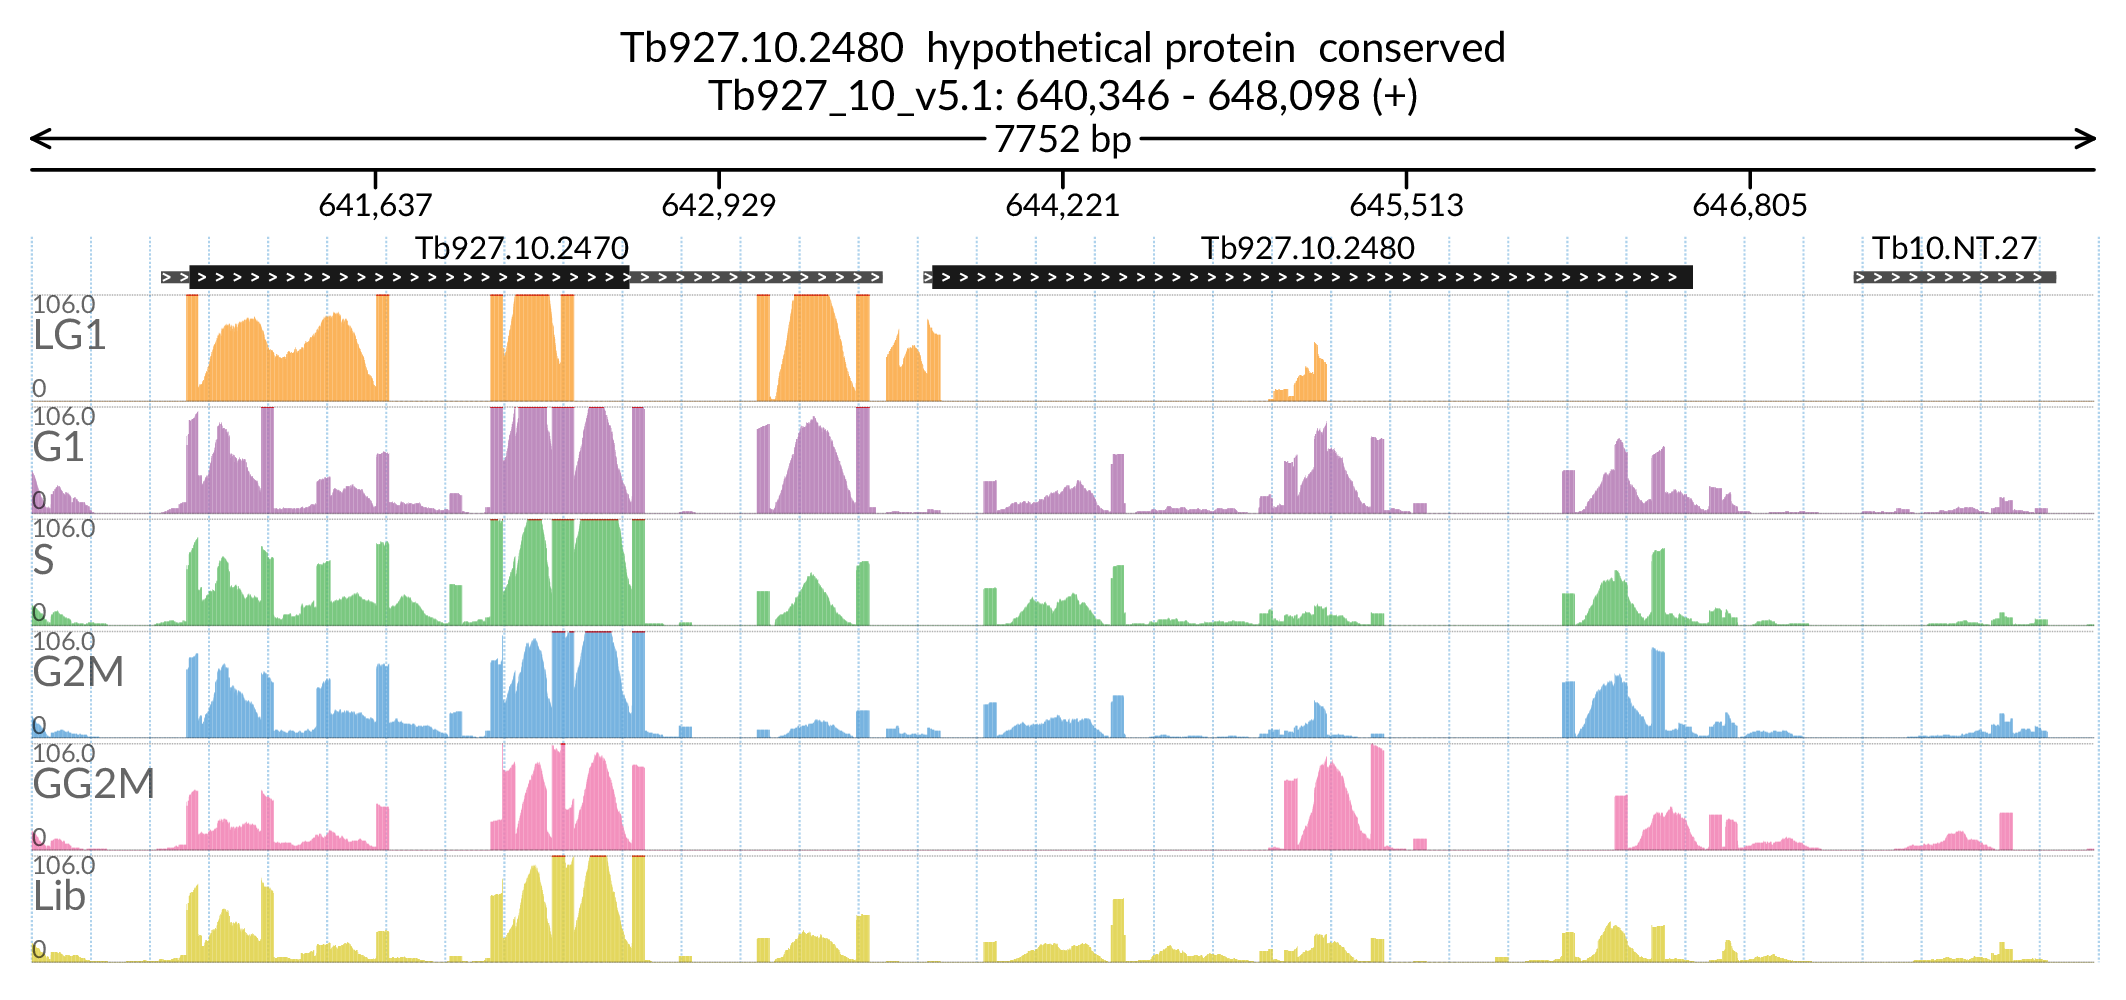 Tb927.10.2480 hypothetical protein conserved
Tb927_10_v5.1: 640,346 - 648,098 (+)
7752 bp
641,637 642,929 644,221 645,513 646,805
Tb927.10.2470 Tb927.10.2480 Tb10.NT.27
106.0
LG1
0
106.0
G1
0
106.0
S
0
106.0
G2M
0
106.0
GG2M
0
106.0
Lib
0